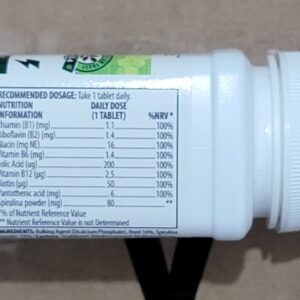 RECOMMENDED DOSAGE: Take 1 tablet daily.
NUTRITION INFORMATION DAILY DOSE (1 TABLET) %NRV *
Thiamin (B1) (mg) 1.1 100%
Riboflavin (B2) (mg) 1.4 100%
Niacin (mg NE) 16 100%
Vitamin B6 (mg) 1.4 100%
Folic Acid (µg) 200 100%
Vitamin B12 (µg) 2.5 100%
Biotin (µg) 50 100%
Pantothenic acid (mg) 6 100%
Spirulina powder (mg) 80 **
*% of Nutrient Reference Value
** Nutrient Reference Value is not Determined
Bulking Agent (Dicalcium Phosphate), Yeast